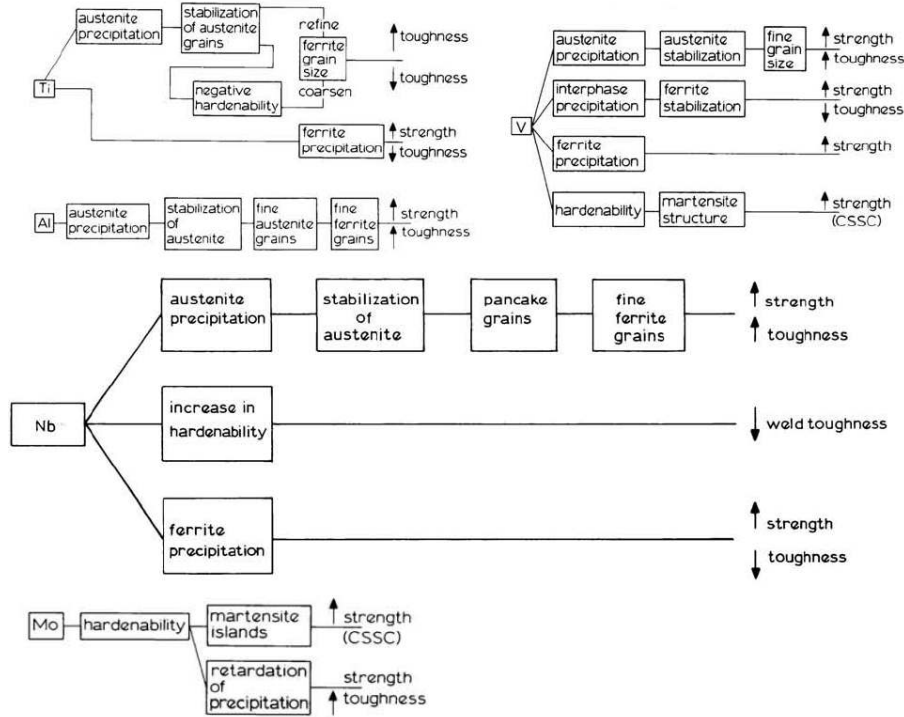 Ti
austenite
precipitation
stabilization
of austenite
grains
refine
ferrite
grain
size
coarsen
negative
hardenability
toughness
toughness
ferrite
precipitation
strength
toughness
V
austenite
precipitation
austenite
stabilization
fine
grain
size
strength
toughness
interphase
precipitation
ferrite
stabilization
strength
toughness
ferrite
precipitation
strength
hardenability
martensite
structure
strength
(CSSC)
Al
austenite
precipitation
stabilization
of
austenite
fine
austenite
grains
fine
ferrite
grains
strength
toughness
Nb
austenite
precipitation
stabilization
of
austenite
pancake
grains
fine
ferrite
grains
strength
toughness
increase in
hardenability
weld toughness
ferrite
precipitation
strength
toughness
Mo
hardenability
martensite
islands
strength
(CSSC)
retardation
of
precipitation
strength
toughness